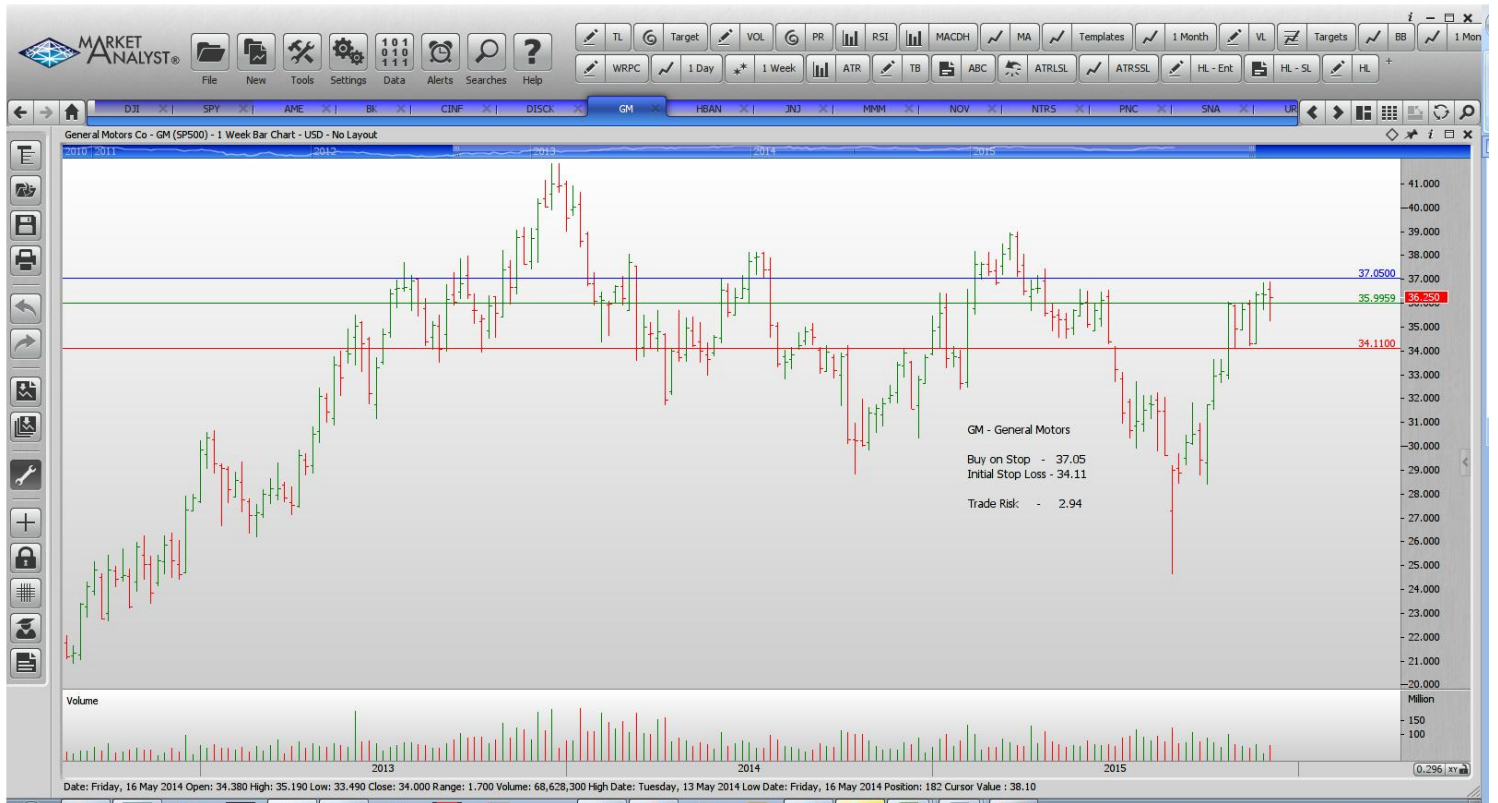 MARKET
ANALYST®
File New Tools Settings Data Alerts Searches Help
TL Target VOL PR RSI MACDH MA Templates 1 Month VL Targets BB 1 Mon
WRPC 1 Day 1 Week ATR TB ABC ATRLSL ATRSSL HL - Ent HL - SL HL
DJI SPY AME BK CINF DISCK GM HBAN JNJ MMM NOV NTRS PNC SNA UR
General Motors Co - GM (SP500) - 1 Week Bar Chart - USD - No Layout
2010 2011 2012 2013 2014 2015
41.000
40.000
39.000
38.000
37.0500 37.000
35.9959 36.250
36.000
35.000
34.1100
34.000
33.000
32.000
31.000
30.000
29.000
28.000
27.000
26.000
25.000
24.000
23.000
22.000
21.000
20.000
GM - General Motors
Buy on Stop - 37.05
Initial Stop Loss - 34.11
Trade Risk - 2.94
Volume
Million
150
100
2013 2014 2015
0.296 XY
Date: Friday, 16 May 2014 Open: 34.380 High: 35.190 Low: 33.490 Close: 34.000 Range: 1.700 Volume: 68,628,300 High Date: Tuesday, 13 May 2014 Low Date: Friday, 16 May 2014 Position: 182 Cursor Value : 38.10